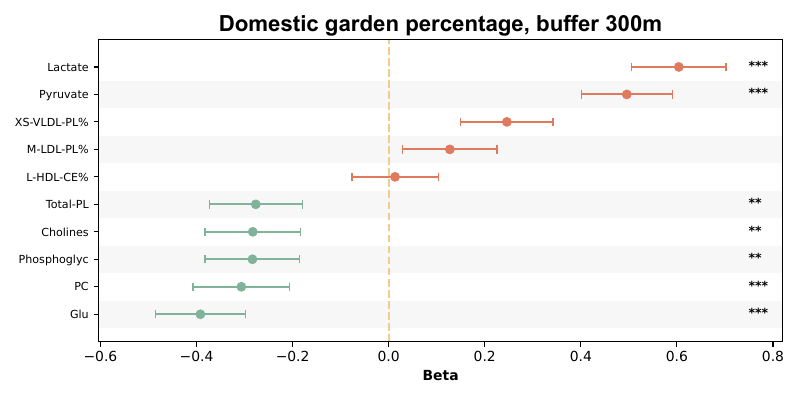 Domestic garden percentage, buffer 300m
Lactate ***
Pyruvate ***
XS-VLDL-PL%
M-LDL-PL%
L-HDL-CE%
Total-PL **
Cholines **
Phosphoglyc **
PC ***
Glu ***
−0.6 −0.4 −0.2 0.0 0.2 0.4 0.6 0.8
Beta